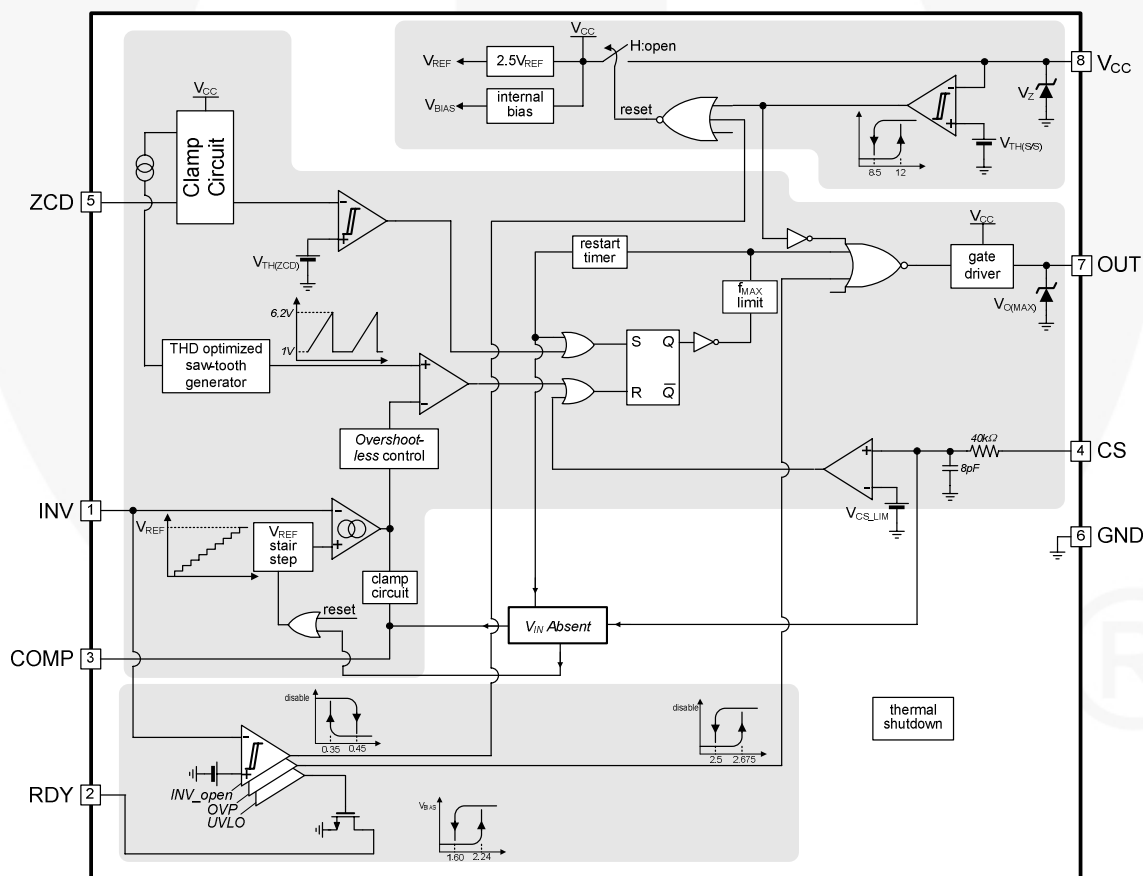 VCC
H:open
VREF
2.5VREF
8
VCC
VBIAS
internal
bias
reset
VZ
VTH(S/S)
8.5
12
VCC
Clamp
Circuit
ZCD
5
VTH(ZCD)
restart
timer
VCC
gate
driver
7
OUT
VO(MAX)
fMAX
limit
6.2V
1V
THD optimized
saw-tooth
generator
S
Q
R
Q
Overshoot-
less control
40kΩ
4
CS
8pF
VCS_LIM
INV
1
VREF
VREF
stair
step
clamp
circuit
6
GND
reset
VIN Absent
COMP
3
disable
0.35
0.45
disable
2.5
2.675
thermal
shutdown
INV_open
OVP
UVLO
RDY
2
VBIAS
1.60
2.24
R